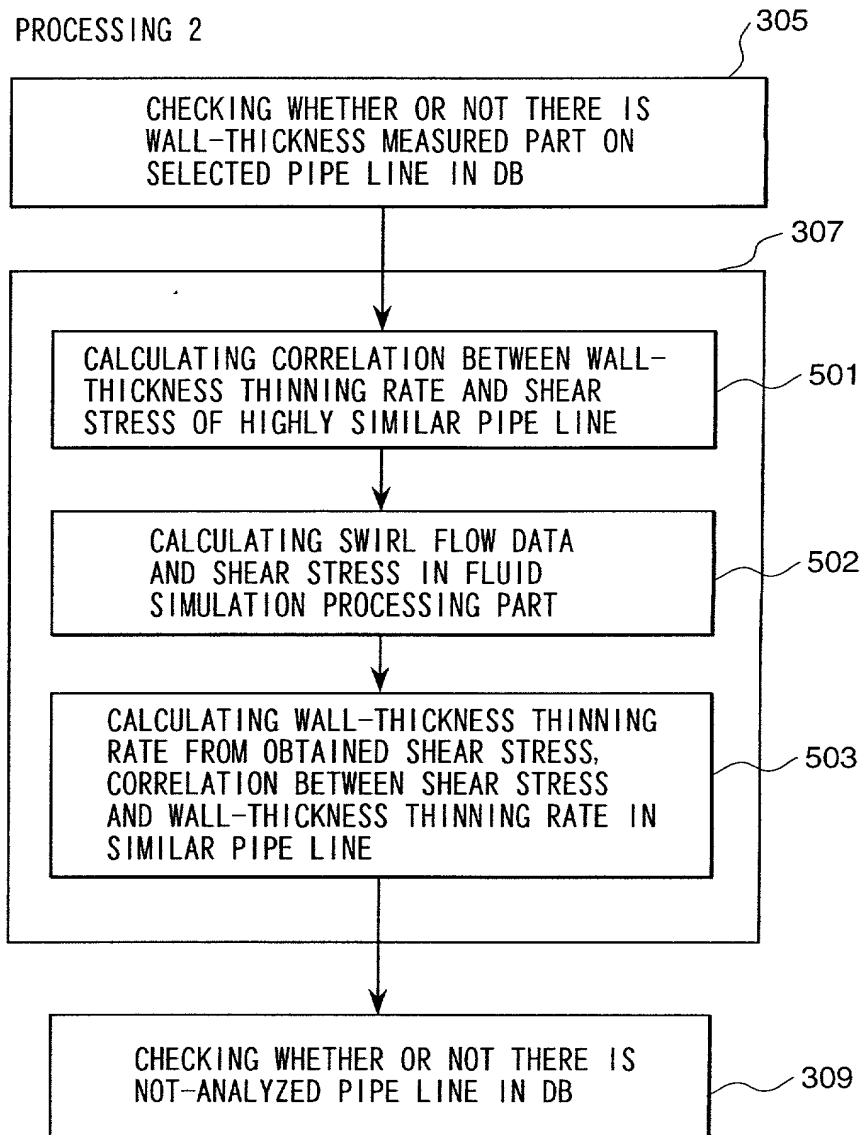 PROCESSING 2
305
CHECKING WHETHER OR NOT THERE IS
WALL-THICKNESS MEASURED PART ON
SELECTED PIPE LINE IN DB
307
CALCULATING CORRELATION BETWEEN WALL-
THICKNESS THINNING RATE AND SHEAR
STRESS OF HIGHLY SIMILAR PIPE LINE
501
CALCULATING SWIRL FLOW DATA
AND SHEAR STRESS IN FLUID
SIMULATION PROCESSING PART
502
CALCULATING WALL-THICKNESS THINNING
RATE FROM OBTAINED SHEAR STRESS,
CORRELATION BETWEEN SHEAR STRESS
AND WALL-THICKNESS THINNING RATE IN
SIMILAR PIPE LINE
503
CHECKING WHETHER OR NOT THERE IS
NOT-ANALYZED PIPE LINE IN DB
309